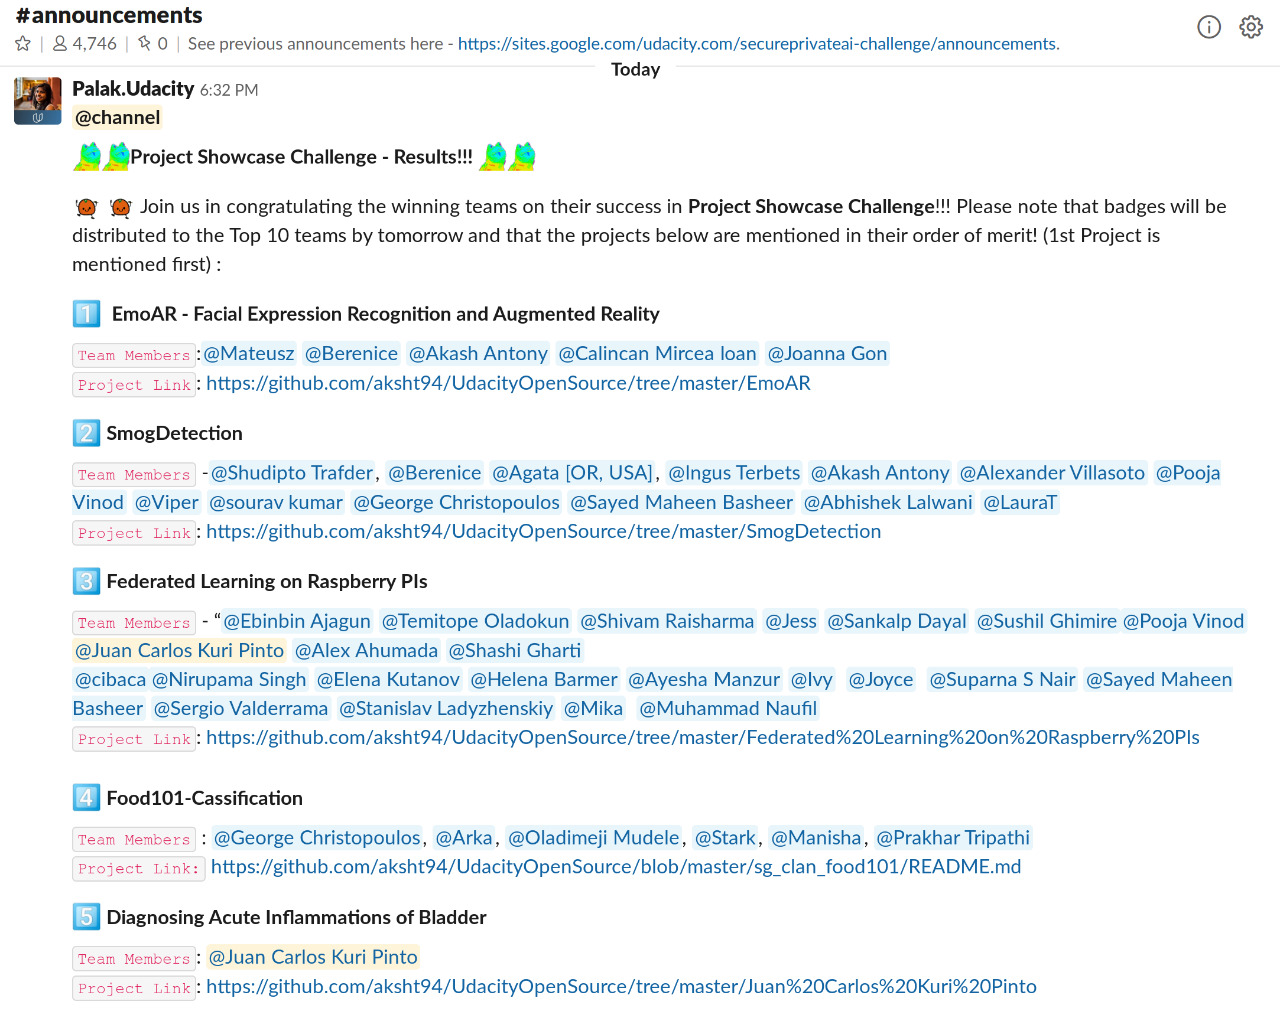 #announcements
4,746 | 0 | See previous announcements here - https://sites.google.com/udacity.com/secureprivateai-challenge/announcements.
Today
Palak.Udacity 6:32 PM
@channel
Project Showcase Challenge - Results!!!
Join us in congratulating the winning teams on their success in Project Showcase Challenge!!! Please note that badges will be
distributed to the Top 10 teams by tomorrow and that the projects below are mentioned in their order of merit! (1st Project is
mentioned first) :
1 EmoAR - Facial Expression Recognition and Augmented Reality
Team Members :@Mateusz @Berenice @Akash Antony @Calincan Mircea Ioan @Joanna Gon
Project Link : https://github.com/aksht94/UdacityOpenSource/tree/master/EmoAR
2 SmogDetection
Team Members -@Shudipto Trafder, @Berenice @Agata [OR, USA], @Ingus Terbets @Akash Antony @Alexander Villasoto @Pooja
Vinod @Viper @sourav kumar @George Christopoulos @Sayed Maheen Basheer @Abhishek Lalwani @LauraT
Project Link : https://github.com/aksht94/UdacityOpenSource/tree/master/SmogDetection
3 Federated Learning on Raspberry PIs
Team Members - “@Ebinbin Ajagun @Temitope Oladokun @Shivam Raisharma @Jess @Sankalp Dayal @Sushil Ghimire @Pooja Vinod
@Juan Carlos Kuri Pinto @Alex Ahumada @Shashi Gharti
@cibaca @Nirupama Singh @Elena Kutanov @Helena Barmer @Ayesha Manzur @Ivy @Joyce @Suparna S Nair @Sayed Maheen
Basheer @Sergio Valderrama @Stanislav Ladyzhenskiy @Mika @Muhammad Naufil
Project Link : https://github.com/aksht94/UdacityOpenSource/tree/master/Federated%20Learning%20on%20Raspberry%20PIs
4 Food101-Cassification
Team Members : @George Christopoulos, @Arka, @Oladimeji Mudele, @Stark, @Manisha, @Prakhar Tripathi
Project Link: https://github.com/aksht94/UdacityOpenSource/blob/master/sg_clan_food101/README.md
5 Diagnosing Acute Inflammations of Bladder
Team Members : @Juan Carlos Kuri Pinto
Project Link : https://github.com/aksht94/UdacityOpenSource/tree/master/Juan%20Carlos%20Kuri%20Pinto